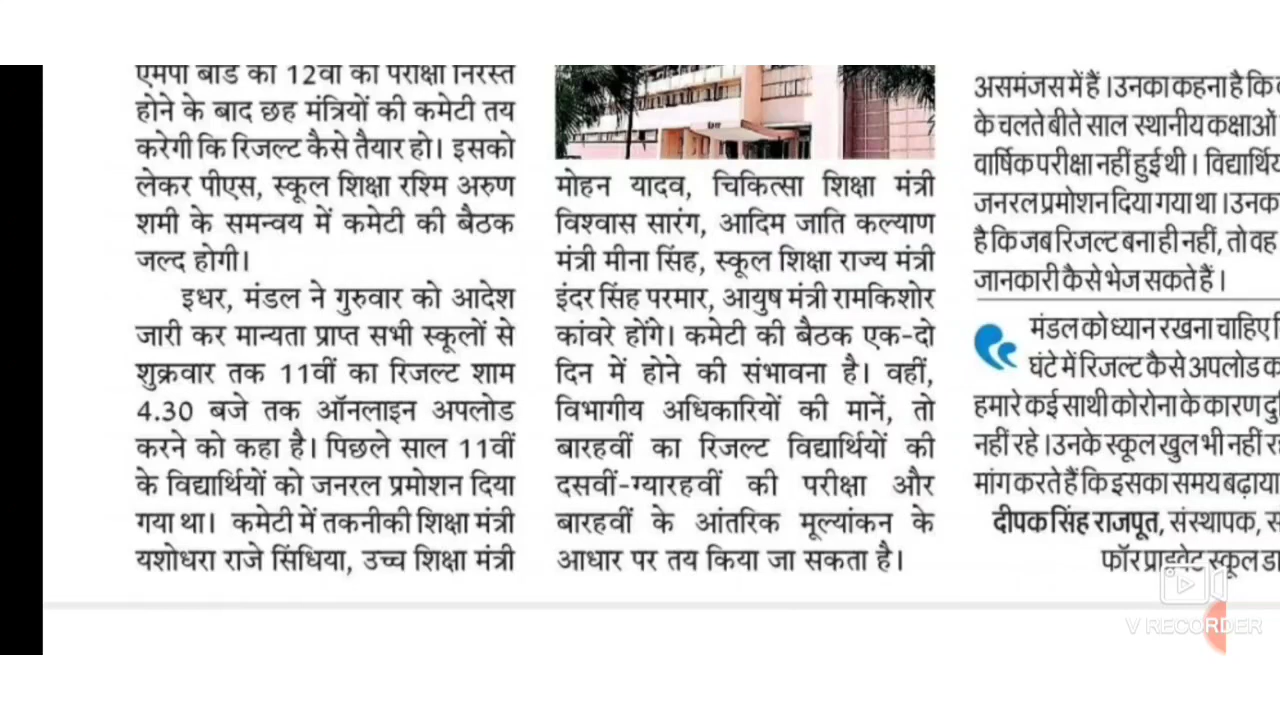 एमपी बोर्ड की 12वीं की परीक्षा निरस्त
होने के बाद छह मंत्रियों की कमेटी तय
करेगी कि रिजल्ट कैसे तैयार हो। इसको
लेकर पीएस, स्कूल शिक्षा रश्मि अरुण
शमी के समन्वय में कमेटी की बैठक
जल्द होगी।
इधर, मंडल ने गुरुवार को आदेश
जारी कर मान्यता प्राप्त सभी स्कूलों से
शुक्रवार तक 11वीं का रिजल्ट शाम
4.30 बजे तक ऑनलाइन अपलोड
करने को कहा है। पिछले साल 11वीं
के विद्यार्थियों को जनरल प्रमोशन दिया
गया था। कमेटी में तकनीकी शिक्षा मंत्री
यशोधरा राजे सिंधिया, उच्च शिक्षा मंत्री
मोहन यादव, चिकित्सा शिक्षा मंत्री
विश्वास सारंग, आदिम जाति कल्याण
मंत्री मीना सिंह, स्कूल शिक्षा राज्य मंत्री
इंदर सिंह परमार, आयुष मंत्री रामकिशोर
कांवरे होंगे। कमेटी की बैठक एक-दो
दिन में होने की संभावना है। वहीं,
विभागीय अधिकारियों की मानें, तो
बारहवीं का रिजल्ट विद्यार्थियों की
दसवीं-ग्यारहवीं की परीक्षा और
बारहवीं के आंतरिक मूल्यांकन के
आधार पर तय किया जा सकता है।
असमंजस में हैं। उनका कहना है कि
के चलते बीते साल स्थानीय कक्षाओं
वार्षिक परीक्षा नहीं हुई थी। विद्यार्थि
जनरल प्रमोशन दिया गया था। उनक
है कि जब रिजल्ट बना ही नहीं, तो वह
जानकारी कैसे भेज सकते हैं।
मंडल को ध्यान रखना चाहिए
घंटे में रिजल्ट कैसे अपलोड क
हमारे कई साथी कोरोना के कारण दु
नहीं रहे। उनके स्कूल खुल भी नहीं र
मांग करते हैं कि इसका समय बढ़ाया
दीपक सिंह राजपूत, संस्थापक, स
फॉर प्राइवेट स्कूल डा
V RECORDER